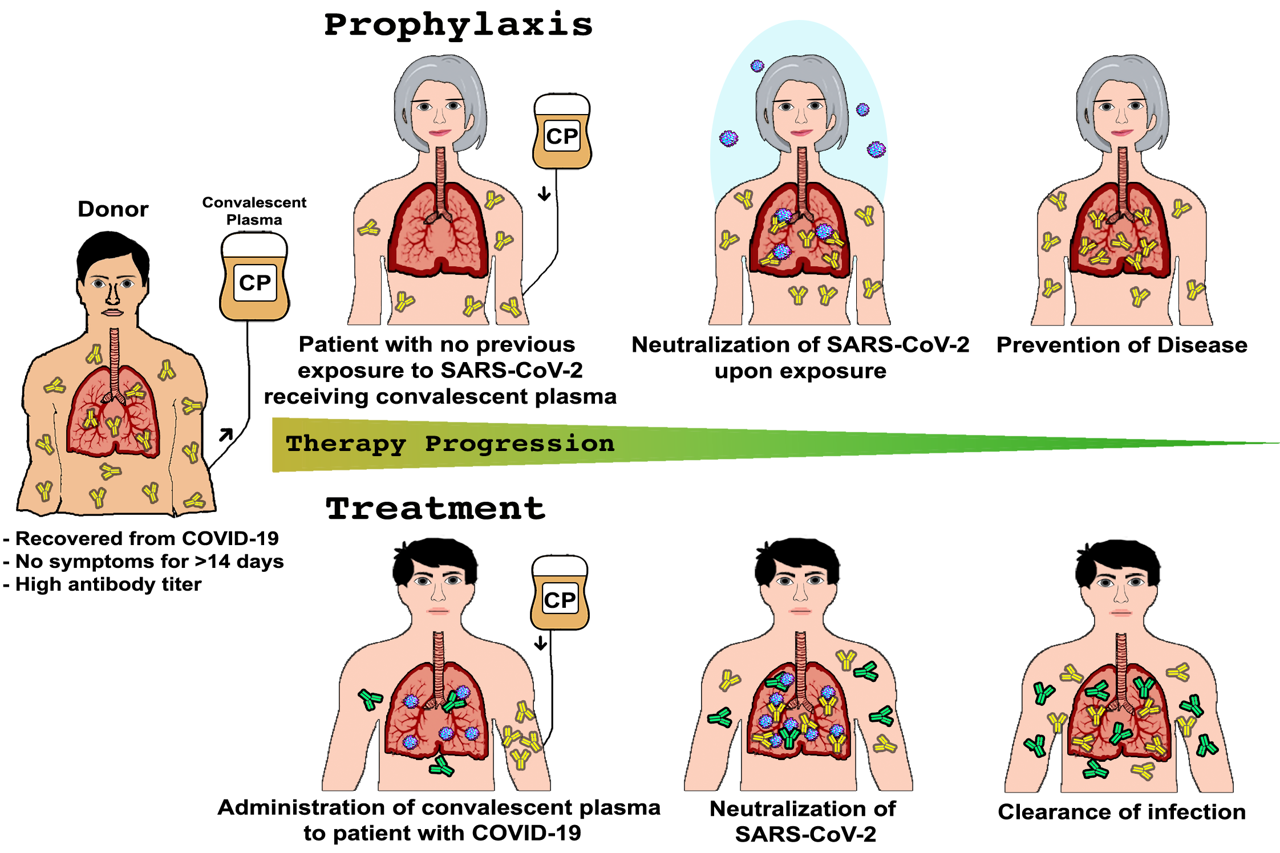 Prophylaxis
CP
Donor
Convalescent
Plasma
CP
Patient with no previous
exposure to SARS-CoV-2
receiving convalescent plasma
Neutralization of SARS-CoV-2
upon exposure
Prevention of Disease
Therapy Progression
- Recovered from COVID-19
- No symptoms for >14 days
- High antibody titer
Treatment
CP
Administration of convalescent plasma
to patient with COVID-19
Neutralization of
SARS-CoV-2
Clearance of infection